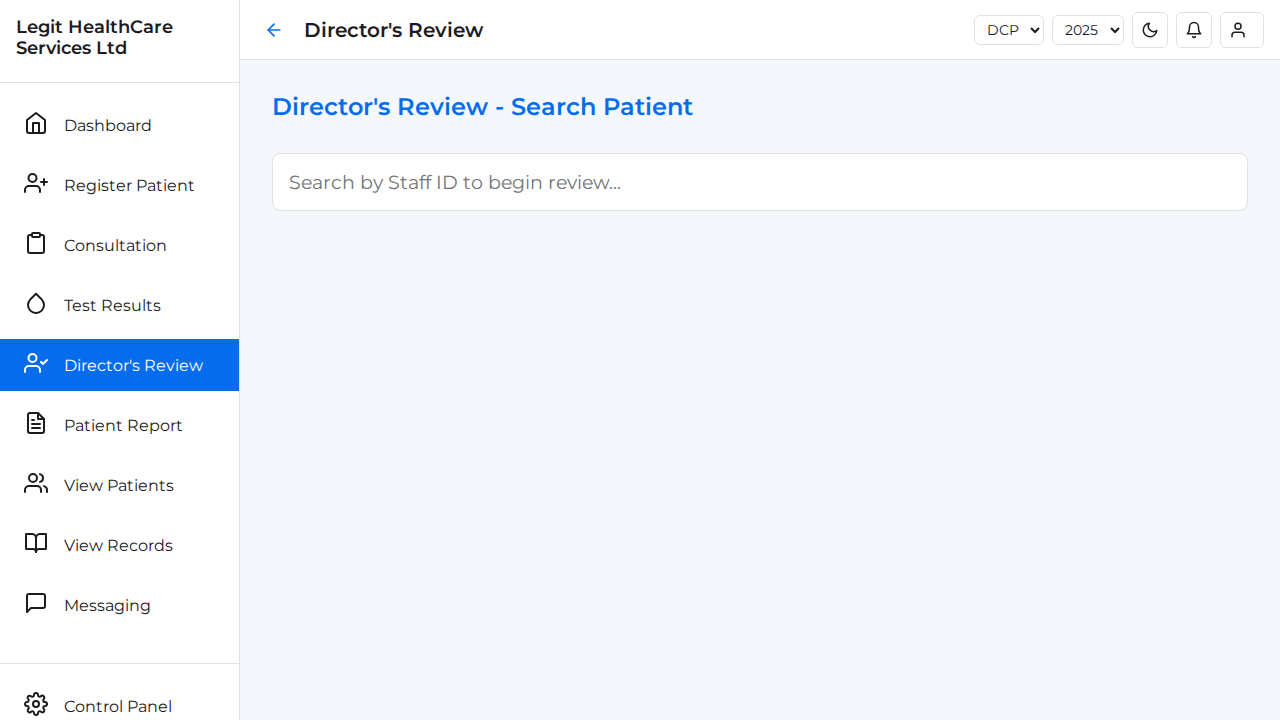 Legit HealthCare
Services Ltd
Director's Review
DCP
2025
Dashboard
Register Patient
Consultation
Test Results
Director's Review
Patient Report
View Patients
View Records
Messaging
Control Panel
Director's Review - Search Patient
Search by Staff ID to begin review...